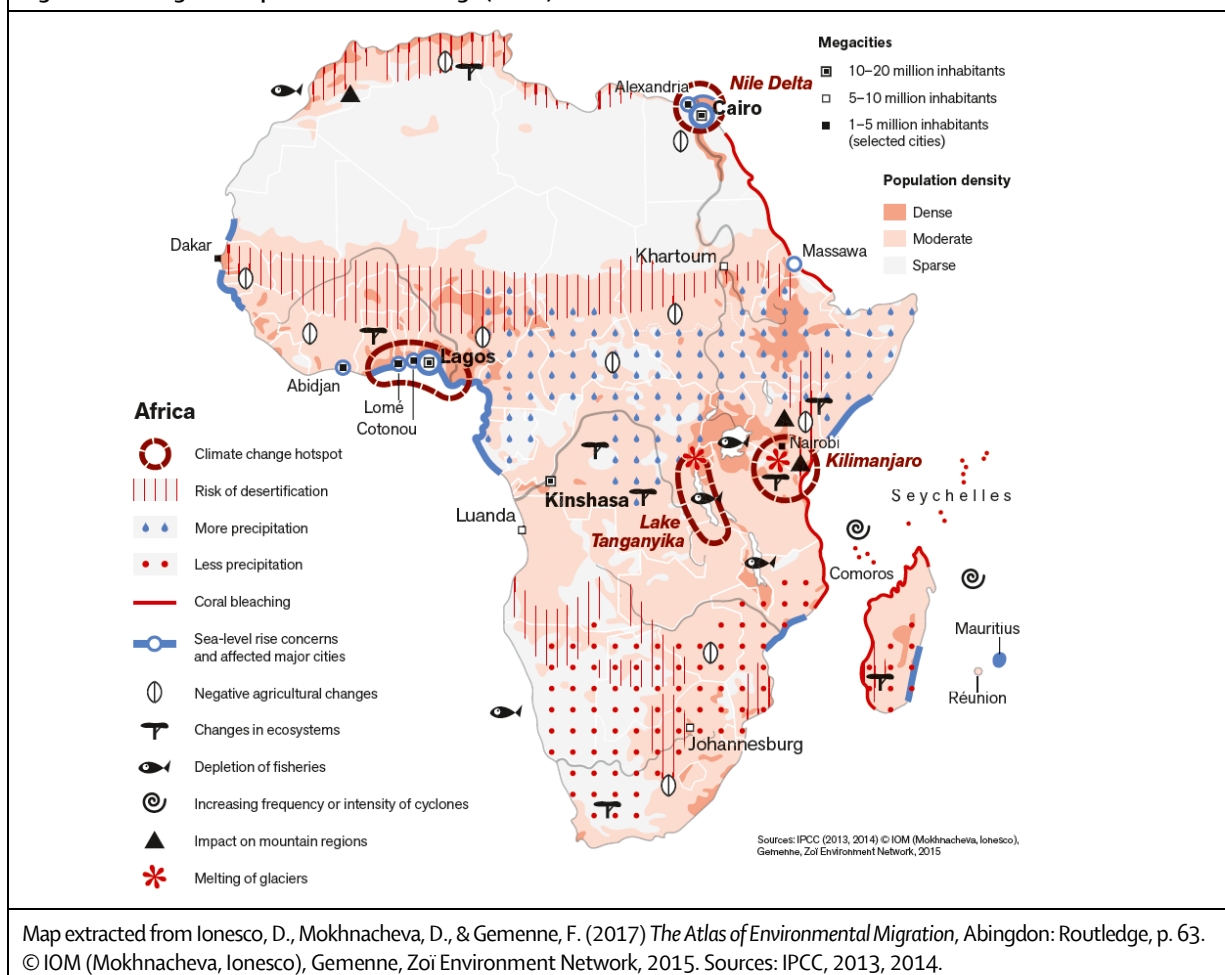 Megacities
10–20 million inhabitants
5–10 million inhabitants
1–5 million inhabitants
(selected cities)
Population density
Dense
Moderate
Sparse
Alexandria
Nile Delta
Cairo
Dakar
Khartoum
Massawa
Lagos
Abidjan
Lomé
Cotonou
Nairobi
Kilimanjaro
Kinshasa
Luanda
Lake
Tanganyika
Seychelles
Comoros
Mauritius
Réunion
Johannesburg
Africa
Climate change hotspot
Risk of desertification
More precipitation
Less precipitation
Coral bleaching
Sea-level rise concerns
and affected major cities
Negative agricultural changes
Changes in ecosystems
Depletion of fisheries
Increasing frequency or intensity of cyclones
Impact on mountain regions
Melting of glaciers
Sources: IPCC (2013, 2014) © IOM (Mokhnacheva, Ionesco),
Gemenne, Zoï Environment Network, 2015
Map extracted from Ionesco, D., Mokhnacheva, D., & Gemenne, F. (2017) The Atlas of Environmental Migration, Abingdon: Routledge, p. 63.
© IOM (Mokhnacheva, Ionesco), Gemenne, Zoï Environment Network, 2015. Sources: IPCC, 2013, 2014.